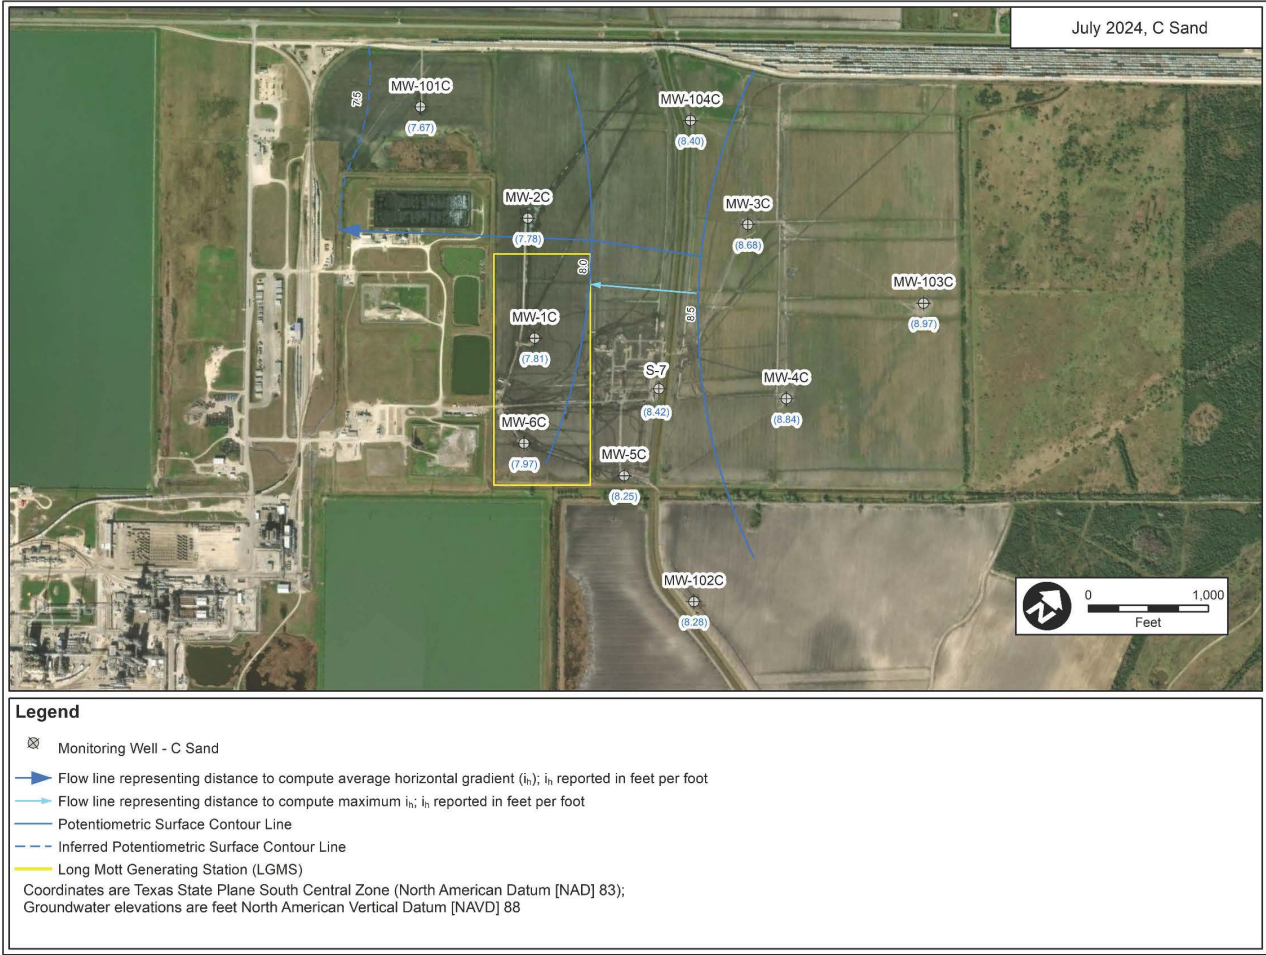 July 2024, C Sand
7.5
MW-101C
(7.67)
MW-104C
(8.40)
MW-2C
(7.78)
MW-3C
(8.68)
8.0
MW-103C
(8.97)
8.5
MW-1C
(7.81)
S-7
(8.42)
MW-4C
(8.84)
MW-6C
(7.97)
MW-5C
(8.25)
MW-102C
(8.28)
N
0 1,000
Feet
Legend
Monitoring Well - C Sand
Flow line representing distance to compute average horizontal gradient (iₕ); iₕ reported in feet per foot
Flow line representing distance to compute maximum iₕ; iₕ reported in feet per foot
Potentiometric Surface Contour Line
Inferred Potentiometric Surface Contour Line
Long Mott Generating Station (LGMS)
Coordinates are Texas State Plane South Central Zone (North American Datum [NAD] 83);
Groundwater elevations are feet North American Vertical Datum [NAVD] 88